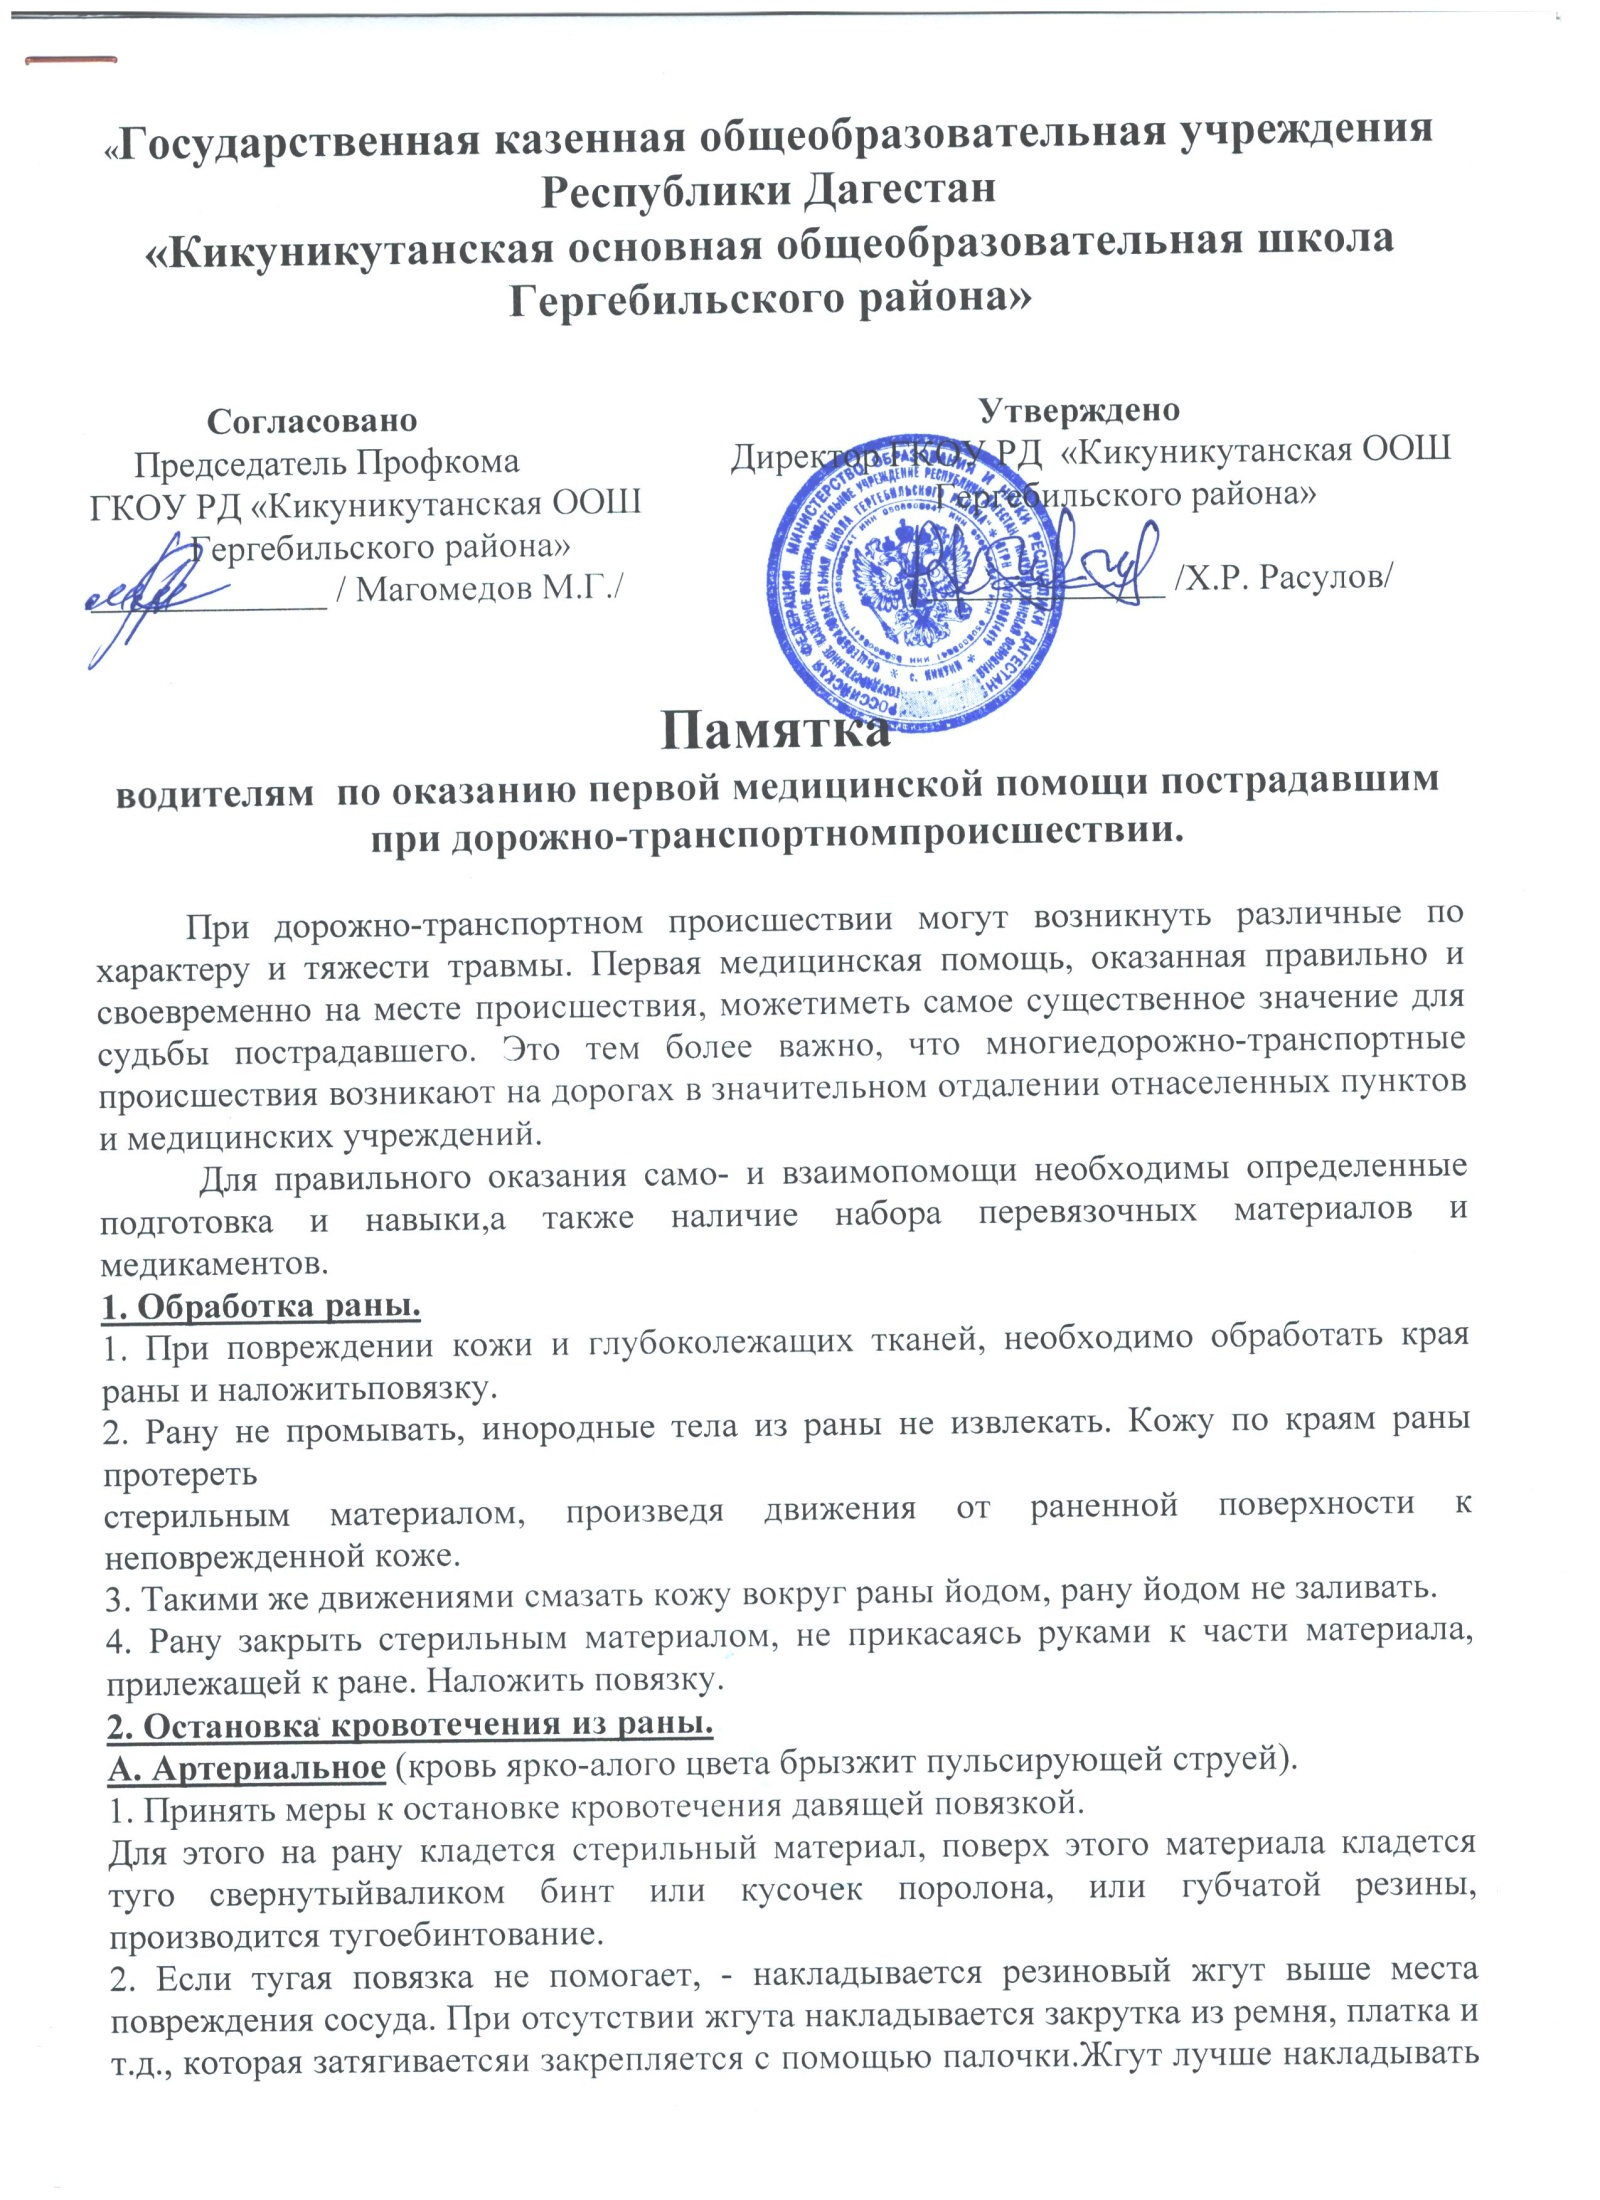 «Государственная казенная общеобразовательная учреждения
Республики Дагестан
«Кикуникутанская основная общеобразовательная школа
Гергебильского района»
Согласовано
Председатель Профкома
ГКОУ РД «Кикуникутанская ООШ
Гергебильского района»
/ Магомедов М.Г./
Утверждено
Директор ГКОУ РД «Кикуникутанская ООШ
Гергебильского района»
/Х.Р. Расулов/
РОССИЙСКАЯ ФЕДЕРАЦИЯ МИНИСТЕРСТВО ОБРАЗОВАНИЯ И НАУКИ РЕСПУБЛИКИ ДАГЕСТАН
Памятка
водителям по оказанию первой медицинской помощи пострадавшим
при дорожно-транспортномпроисшествии.
При дорожно-транспортном происшествии могут возникнуть различные по
характеру и тяжести травмы. Первая медицинская помощь, оказанная правильно и
своевременно на месте происшествия, можетиметь самое существенное значение для
судьбы пострадавшего. Это тем более важно, что многиедорожно-транспортные
происшествия возникают на дорогах в значительном отдалении отнаселенных пунктов
и медицинских учреждений.
Для правильного оказания само- и взаимопомощи необходимы определенные
подготовка и навыки,а также наличие набора перевязочных материалов и
медикаментов.
1. Обработка раны.
1. При повреждении кожи и глубоколежащих тканей, необходимо обработать края
раны и наложитьповязку.
2. Рану не промывать, инородные тела из раны не извлекать. Кожу по краям раны
протереть
стерильным материалом, произведя движения от раненной поверхности к
неповрежденной коже.
3. Такими же движениями смазать кожу вокруг раны йодом, рану йодом не заливать.
4. Рану закрыть стерильным материалом, не прикасаясь руками к части материала,
прилежащей к ране. Наложить повязку.
2. Остановка кровотечения из раны.
А. Артериальное (кровь ярко-алого цвета брызжит пульсирующей струей).
1. Принять меры к остановке кровотечения давящей повязкой.
Для этого на рану кладется стерильный материал, поверх этого материала кладется
туго свернутыйваликом бинт или кусочек поролона, или губчатой резины,
производится тугоебинтование.
2. Если тугая повязка не помогает, - накладывается резиновый жгут выше места
повреждения сосуда. При отсутствии жгута накладывается закрутка из ремня, платка и
т.д., которая затягиваетсяи закрепляется с помощью палочки.Жгут лучше накладывать